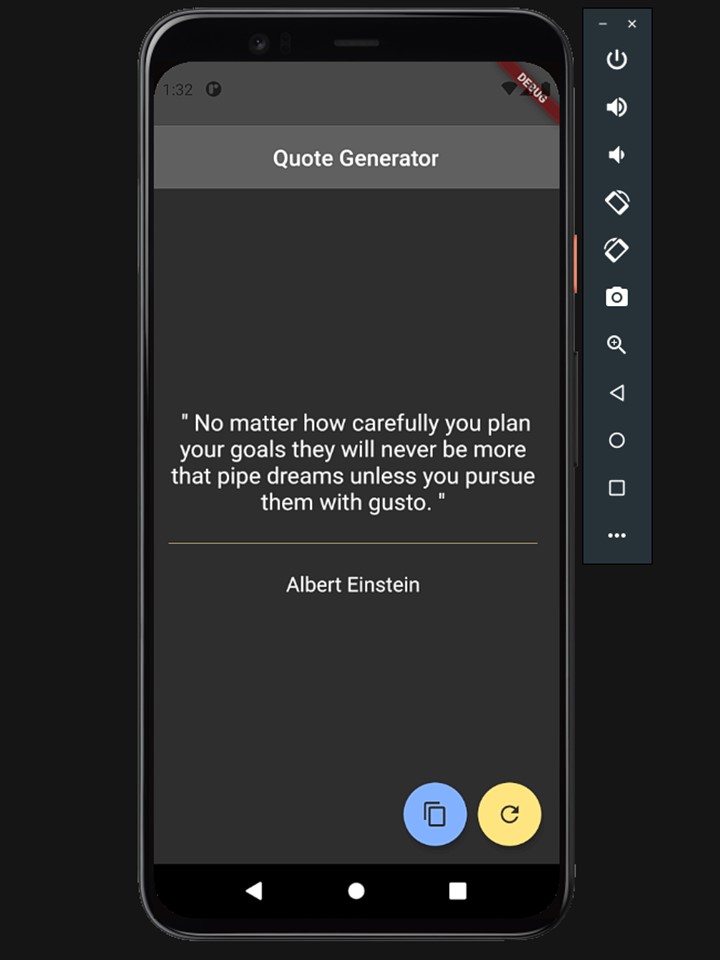 1:32
DEBUG
Quote Generator
" No matter how carefully you plan
your goals they will never be more
that pipe dreams unless you pursue
them with gusto. "
Albert Einstein